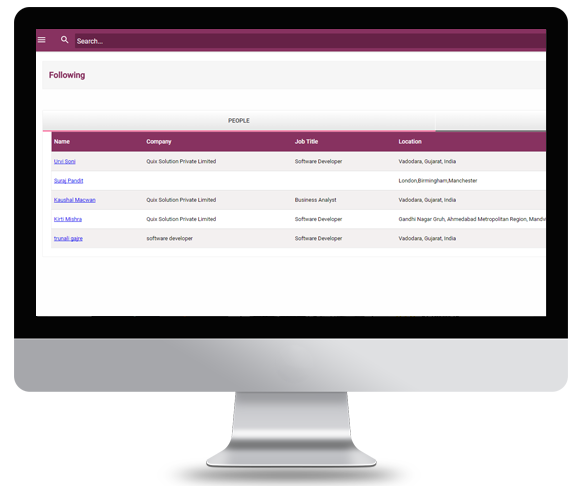 Search...
Following
PEOPLE
Name Company Job Title Location
Urvi Soni Quix Solution Private Limited Software Developer Vadodara, Gujarat, India
Suraj Pandit London,Birmingham,Manchester
Kaushal Macwan Quix Solution Private Limited Business Analyst Vadodara, Gujarat, India
Kirti Mishra Quix Solution Private Limited Software Developer Gandhi Nagar Gruh, Ahmedabad Metropolitan Region, Mandvi
trunali gajre software developer Software Developer Vadodara, Gujarat, India